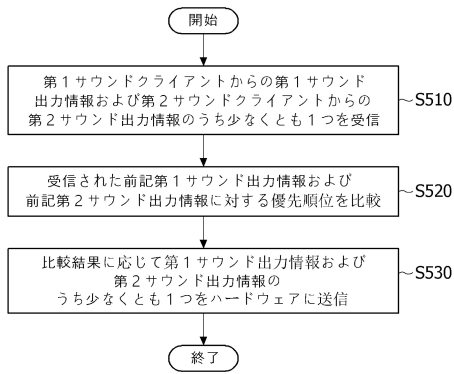 開始
第1サウンドクライアントからの第1サウンド
出力情報および第2サウンドクライアントからの
第2サウンド出力情報のうち少なくとも1つを受信
S510
受信された前記第1サウンド出力情報および
前記第2サウンド出力情報に対する優先順位を比較
S520
比較結果に応じて第1サウンド出力情報および
第2サウンド出力情報の
うち少なくとも1つをハードウェアに送信
S530
終了